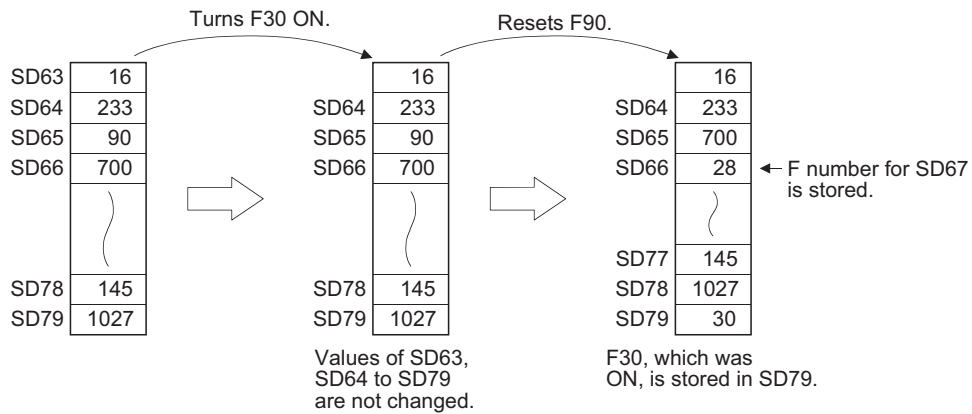 Turns F30 ON.
Resets F90.
SD63 16
SD64 233
SD65 90
SD66 700
SD78 145
SD79 1027
16
SD64 233
SD65 90
SD66 700
SD78 145
SD79 1027
Values of SD63,
SD64 to SD79
are not changed.
16
SD64 233
SD65 700
SD66 28
F number for SD67
is stored.
SD77 145
SD78 1027
SD79 30
F30, which was
ON, is stored in SD79.